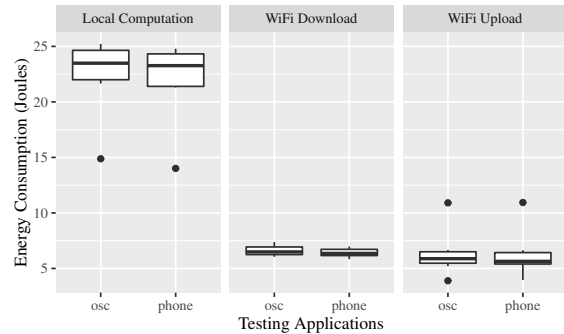 Local Computation WiFi Download WiFi Upload
Energy Consumption (Joules)
25
20
15
10
5
osc phone osc phone osc phone
Testing Applications